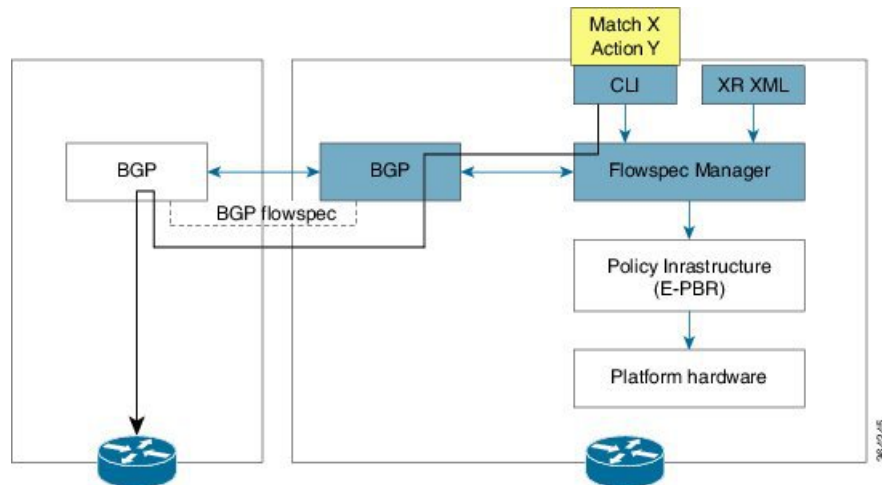 Match X
Action Y
CLI
XR XML
BGP
BGP
Flowspec Manager
BGP flowspec
Policy Inrastructure
(E-PBR)
Platform hardware